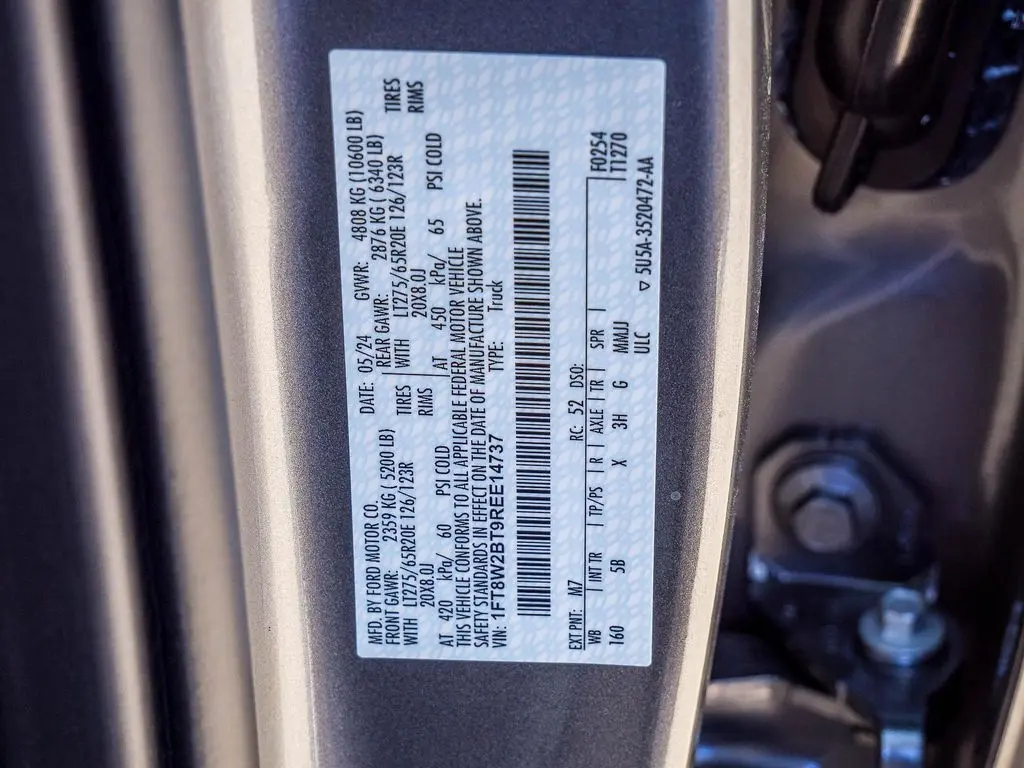 MFD. BY FORD MOTOR CO. DATE: 05/24 GVWR: 4808 KG (10600 LB)
FRONT GAWR: 2359 KG ( 5200 LB) REAR GAWR: 2876 KG ( 6340 LB)
WITH LT275/65R20E 126/123R TIRES WITH LT275/65R20E 126/123R TIRES
20X8.0J RIMS 20X8.0J RIMS
AT 420 kPa/ 60 PSI COLD AT 450 kPa/ 65 PSI COLD
THIS VEHICLE CONFORMS TO ALL APPLICABLE FEDERAL MOTOR VEHICLE
SAFETY STANDARDS IN EFFECT ON THE DATE OF MANUFACTURE SHOWN ABOVE.
VIN: 1FT8W2BT9REE14737 TYPE: Truck
EXT PNT: M7 RC: 52 DSO: F0254
WB INT TR TP/PS R AXLE TR SPR T1270
160 5B X 3H G MMJJ
ULC ▽ 5U5A-3520472-AA